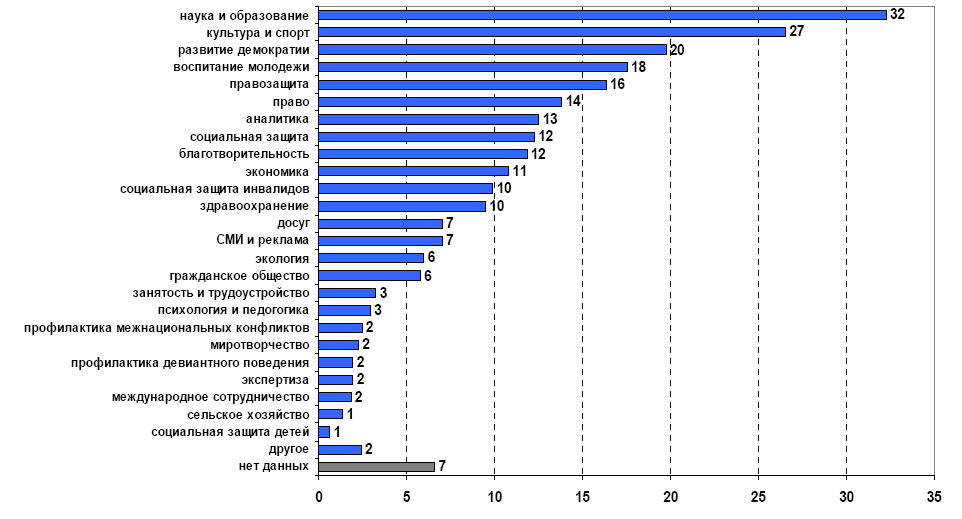 наука и образование 32
культура и спорт 27
развитие демократии 20
воспитание молодежи 18
правозащита 16
право 14
аналитика 13
социальная защита 12
благотворительность 12
экономика 11
социальная защита инвалидов 10
здравоохранение 10
досуг 7
СМИ и реклама 7
экология 6
гражданское общество 6
занятость и трудоустройство 3
психология и педогогика 3
профилактика межнациональных конфликтов 2
миротворчество 2
профилактика девиантного поведения 2
экспертиза 2
международное сотрудничество 2
сельское хозяйство 1
социальная защита детей 1
другое 2
нет данных 7
0 5 10 15 20 25 30 35